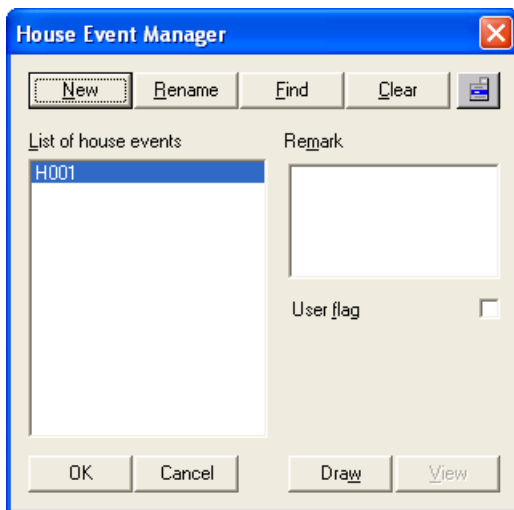 House Event Manager
New Rename Find Clear
List of house events Remark
H001
User flag
OK Cancel Draw View